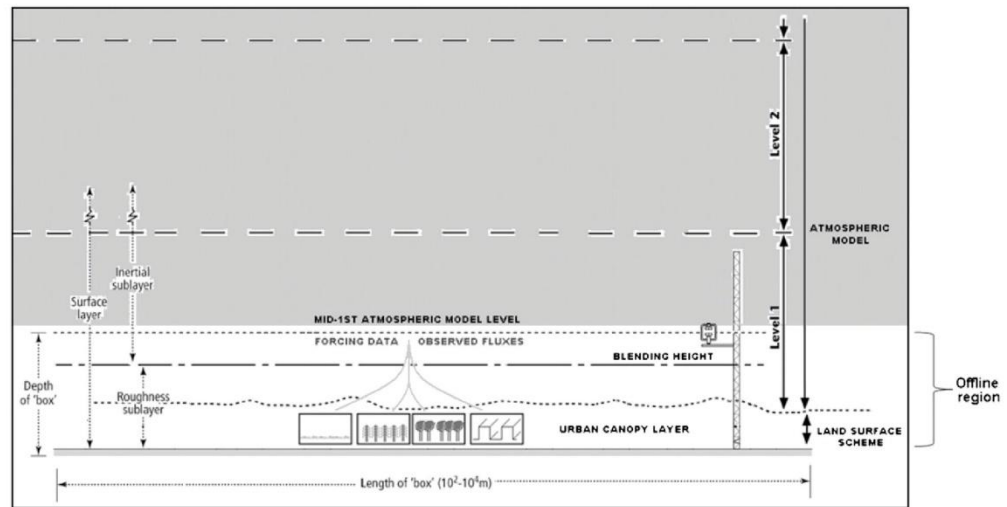 Level 2
ATMOSPHERIC
MODEL
Inertial
sublayer
Surface
layer
Level 1
MID-1ST ATMOSPHERIC MODEL LEVEL
FORCING DATA
OBSERVED FLUXES
BLENDING HEIGHT
Depth
of 'box'
Roughness
sublayer
Offline
region
URBAN CANOPY LAYER
LAND SURFACE
SCHEME
Length of 'box' (10²-10⁴m)